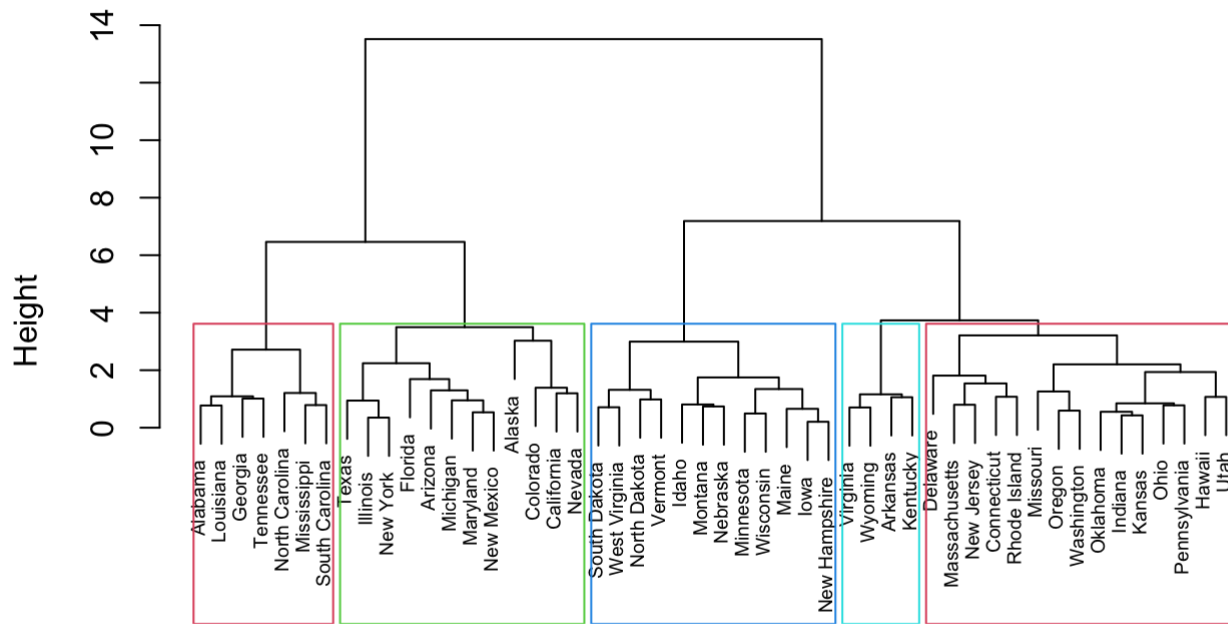 Height
14
10
8
6
4
2
0
Alabama
Louisiana
Georgia
Tennessee
North Carolina
Mississippi
South Carolina
Texas
Illinois
New York
Florida
Arizona
Michigan
Maryland
New Mexico
Alaska
Colorado
California
Nevada
South Dakota
West Virginia
North Dakota
Vermont
Idaho
Montana
Nebraska
Minnesota
Wisconsin
Maine
Iowa
New Hampshire
Virginia
Wyoming
Arkansas
Kentucky
Delaware
Massachusetts
New Jersey
Connecticut
Rhode Island
Missouri
Oregon
Washington
Oklahoma
Indiana
Kansas
Ohio
Pennsylvania
Hawaii
Utah